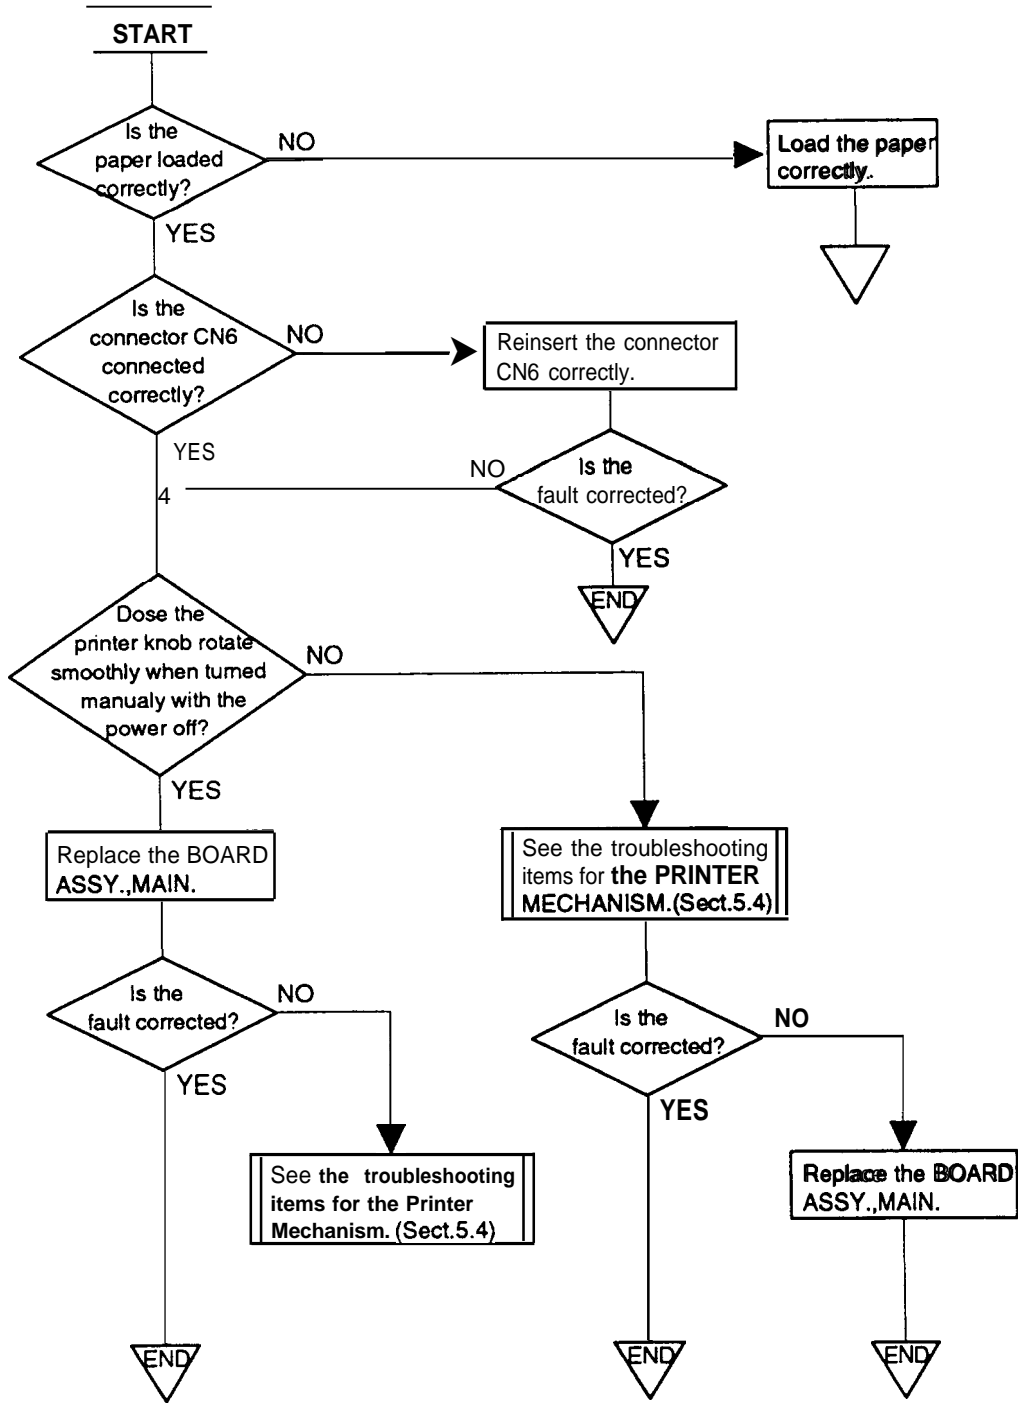 START
Is the
paper loaded
correctly?
NO
Load the paper
correctly.
YES
Is the
connector CN6
connected
correctly?
NO
Reinsert the connector
CN6 correctly.
YES
4
NO
Is the
fault corrected?
YES
END
Dose the
printer knob rotate
smoothly when turned
manualy with the
power off?
NO
YES
Replace the BOARD
ASSY.,MAIN.
See the troubleshooting
items for the PRINTER
MECHANISM.(Sect.5.4)
Is the
fault corrected?
NO
YES
Is the
fault corrected?
NO
YES
See the troubleshooting
items for the Printer
Mechanism. (Sect.5.4)
Replace the BOARD
ASSY.,MAIN.
END
END
END